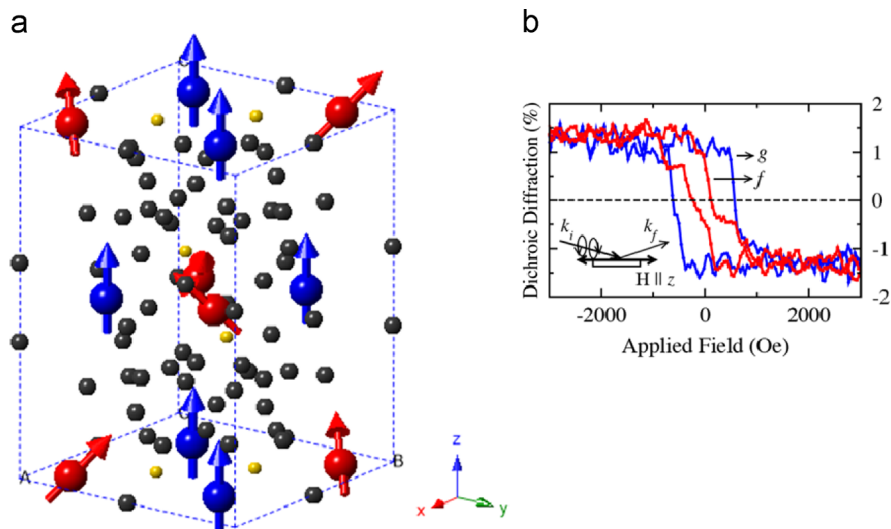 a
b
C
A
B
C
x
y
z
Dichroic Diffraction (%)
2
1
0
-1
-2
g
f
k_i
k_f
H || z
-2000
0
2000
Applied Field (Oe)